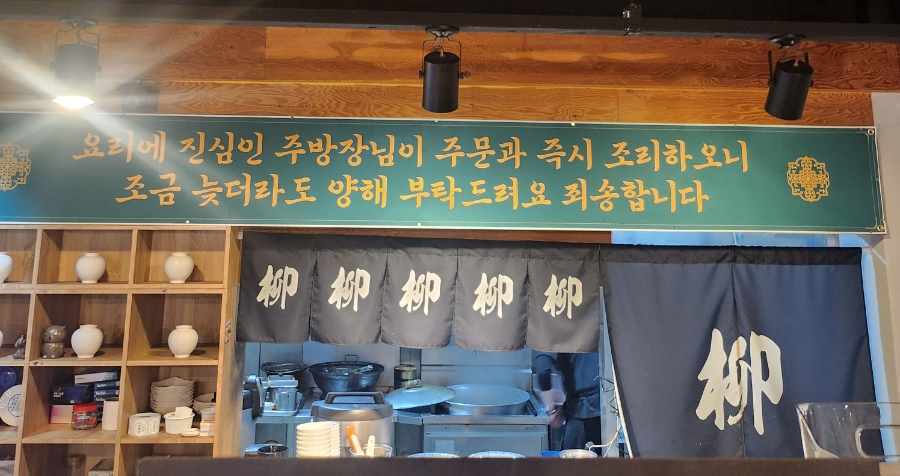 요리에 진심인 주방장님이 주문과 즉시 조리하오니
조금 늦더라도 양해 부탁드려요 죄송합니다
柳 柳 柳 柳 柳
柳